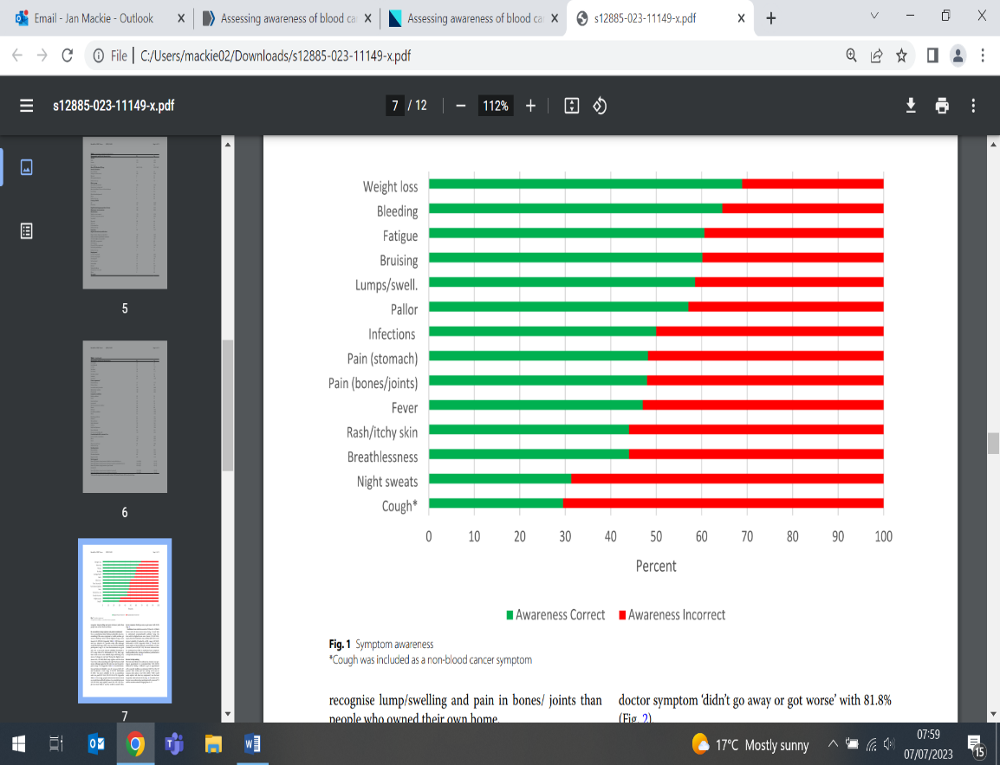 Email - Jan Mackie - Outlook
Assessing awareness of blood ca
Assessing awareness of blood ca
s12885-023-11149-x.pdf
File
C:/Users/mackie02/Downloads/s12885-023-11149-x.pdf
s12885-023-11149-x.pdf
7 / 12
112%
5
6
7
Weight loss
Bleeding
Fatigue
Bruising
Lumps/swell.
Pallor
Infections
Pain (stomach)
Pain (bones/joints)
Fever
Rash/itchy skin
Breathlessness
Night sweats
Cough*
0 10 20 30 40 50 60 70 80 90 100
Percent
Awareness Correct Awareness Incorrect
Fig. 1 Symptom awareness
*Cough was included as a non-blood cancer symptom
recognise lump/swelling and pain in bones/ joints than
people who owned their own home.
doctor symptom ‘didn’t go away or got worse’ with 81.8%
(Fig. 2)
17°C Mostly sunny
07:59
07/07/2023
15